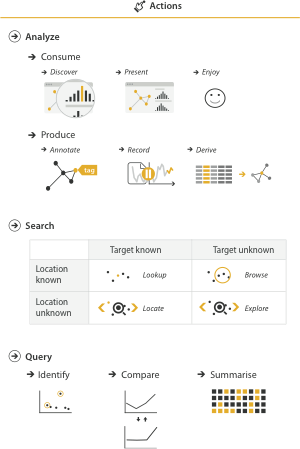 Actions
Analyze
Consume
Discover Present Enjoy
Produce
Annotate Record Derive
tag
Search
Target known Target unknown
Location known Lookup Browse
Location unknown Locate Explore
Query
Identify Compare Summarise